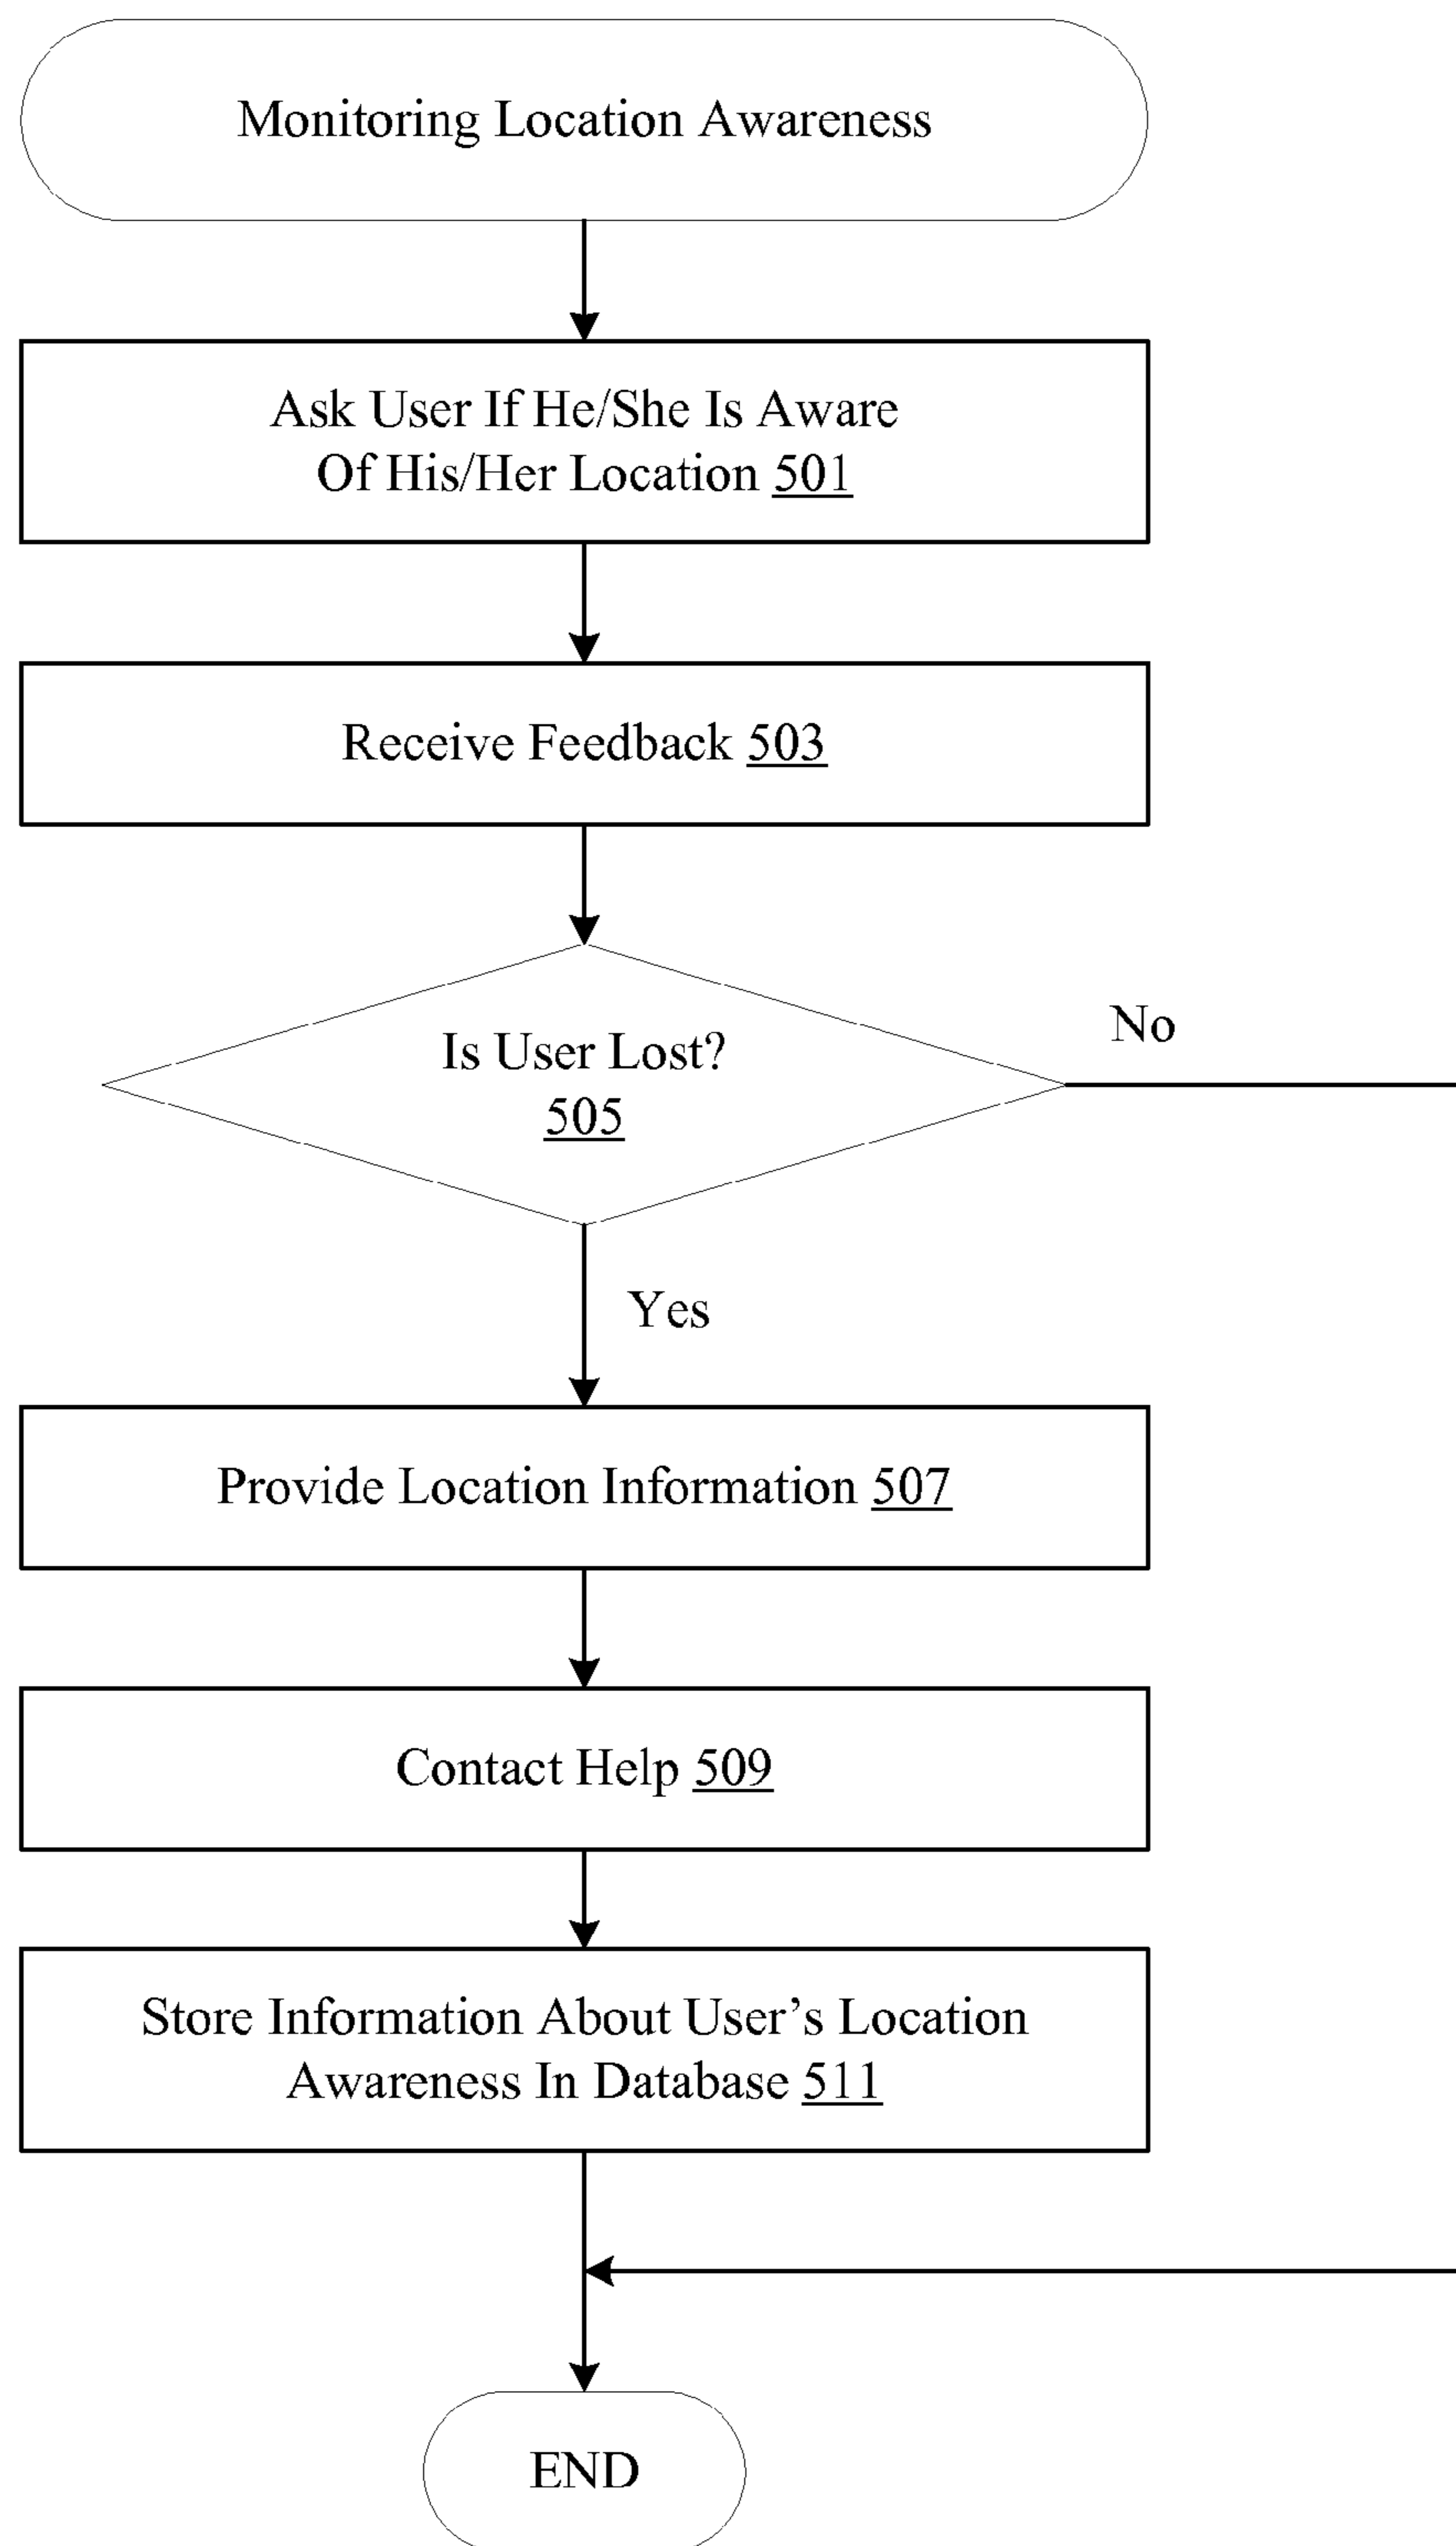 Monitoring Location Awareness
Ask User If He/She Is Aware
Of His/Her Location 501
Receive Feedback 503
Is User Lost?
505
No
Yes
Provide Location Information 507
Contact Help 509
Store Information About User’s Location
Awareness In Database 511
END